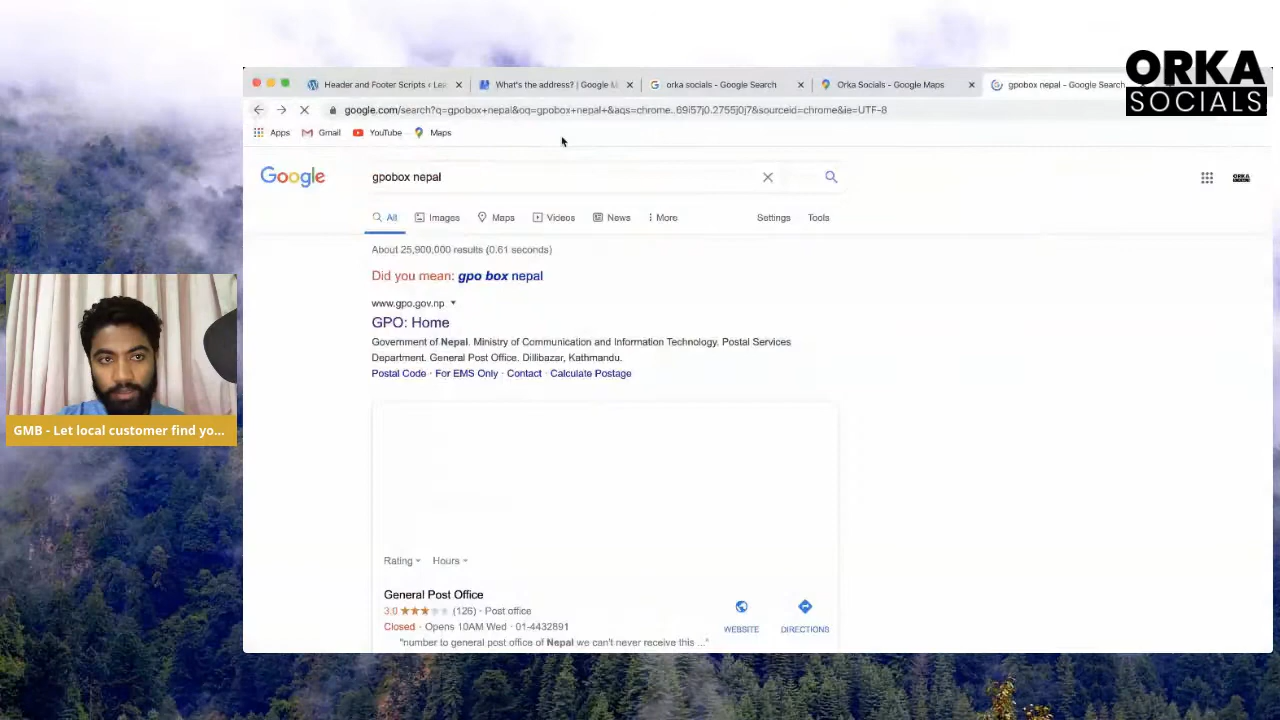 ORKA
SOCIALS
Header and Footer Scripts
What's the address? | Google M
orka socials - Google Search
Orka Socials - Google Maps
gpobox nepal - Google Search
google.com/search?q=gpobox+nepal&oq=gpobox+nepal+&aqs=chrome..69i57j0.2755j0j7&sourceid=chrome&ie=UTF-8
Apps Gmail YouTube Maps
Google
gpobox nepal
ORKA
All Images Maps Videos News More Settings Tools
About 25,900,000 results (0.61 seconds)
Did you mean: gpo box nepal
www.gpo.gov.np
GPO: Home
Government of Nepal. Ministry of Communication and Information Technology. Postal Services
Department. General Post Office. Dillibazar, Kathmandu.
Postal Code · For EMS Only · Contact · Calculate Postage
Rating Hours
General Post Office
3.0 (126) · Post office
Closed · Opens 10AM Wed · 01-4432891
"number to general post office of Nepal we can't never receive this ..."
WEBSITE DIRECTIONS
GMB - Let local customer find yo...